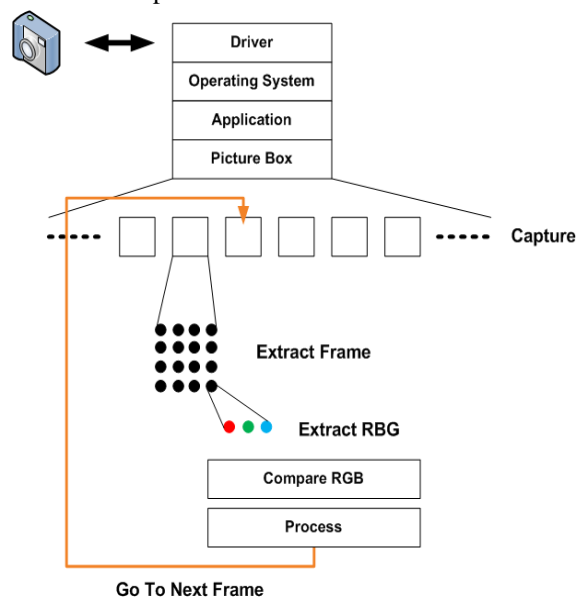 Driver
Operating System
Application
Picture Box
Capture
Extract Frame
Extract RBG
Compare RGB
Process
Go To Next Frame